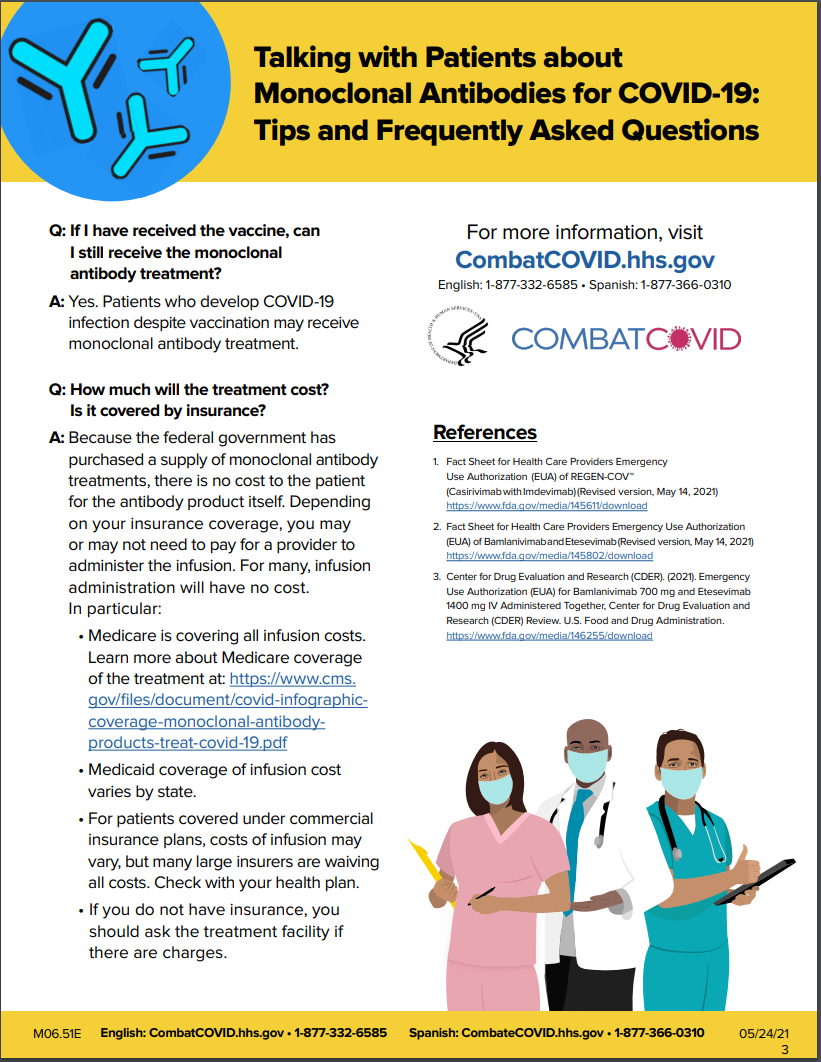 Talking with Patients about
Monoclonal Antibodies for COVID-19:
Tips and Frequently Asked Questions
Q: If I have received the vaccine, can
I still receive the monoclonal
antibody treatment?
A: Yes. Patients who develop COVID-19
infection despite vaccination may receive
monoclonal antibody treatment.
Q: How much will the treatment cost?
Is it covered by insurance?
A: Because the federal government has
purchased a supply of monoclonal antibody
treatments, there is no cost to the patient
for the antibody product itself. Depending
on your insurance coverage, you may
or may not need to pay for a provider to
administer the infusion. For many, infusion
administration will have no cost.
In particular:
• Medicare is covering all infusion costs.
Learn more about Medicare coverage
of the treatment at: https://www.cms.
gov/files/document/covid-infographic-
coverage-monoclonal-antibody-
products-treat-covid-19.pdf
• Medicaid coverage of infusion cost
varies by state.
• For patients covered under commercial
insurance plans, costs of infusion may
vary, but many large insurers are waiving
all costs. Check with your health plan.
• If you do not have insurance, you
should ask the treatment facility if
there are charges.
For more information, visit
CombatCOVID.hhs.gov
English: 1-877-332-6585 • Spanish: 1-877-366-0310
DEPARTMENT OF HEALTH & HUMAN SERVICES · USA
COMBATCOVID
References
1. Fact Sheet for Health Care Providers Emergency
Use Authorization (EUA) of REGEN-COV™
(Casirivimab with Imdevimab) (Revised version, May 14, 2021)
https://www.fda.gov/media/145611/download
2. Fact Sheet for Health Care Providers Emergency Use Authorization
(EUA) of Bamlanivimab and Etesevimab (Revised version, May 14, 2021)
https://www.fda.gov/media/145802/download
3. Center for Drug Evaluation and Research (CDER). (2021). Emergency
Use Authorization (EUA) for Bamlanivimab 700 mg and Etesevimab
1400 mg IV Administered Together, Center for Drug Evaluation and
Research (CDER) Review. U.S. Food and Drug Administration.
https://www.fda.gov/media/146255/download
M06.51E English: CombatCOVID.hhs.gov • 1-877-332-6585 Spanish: CombateCOVID.hhs.gov • 1-877-366-0310 05/24/21
3